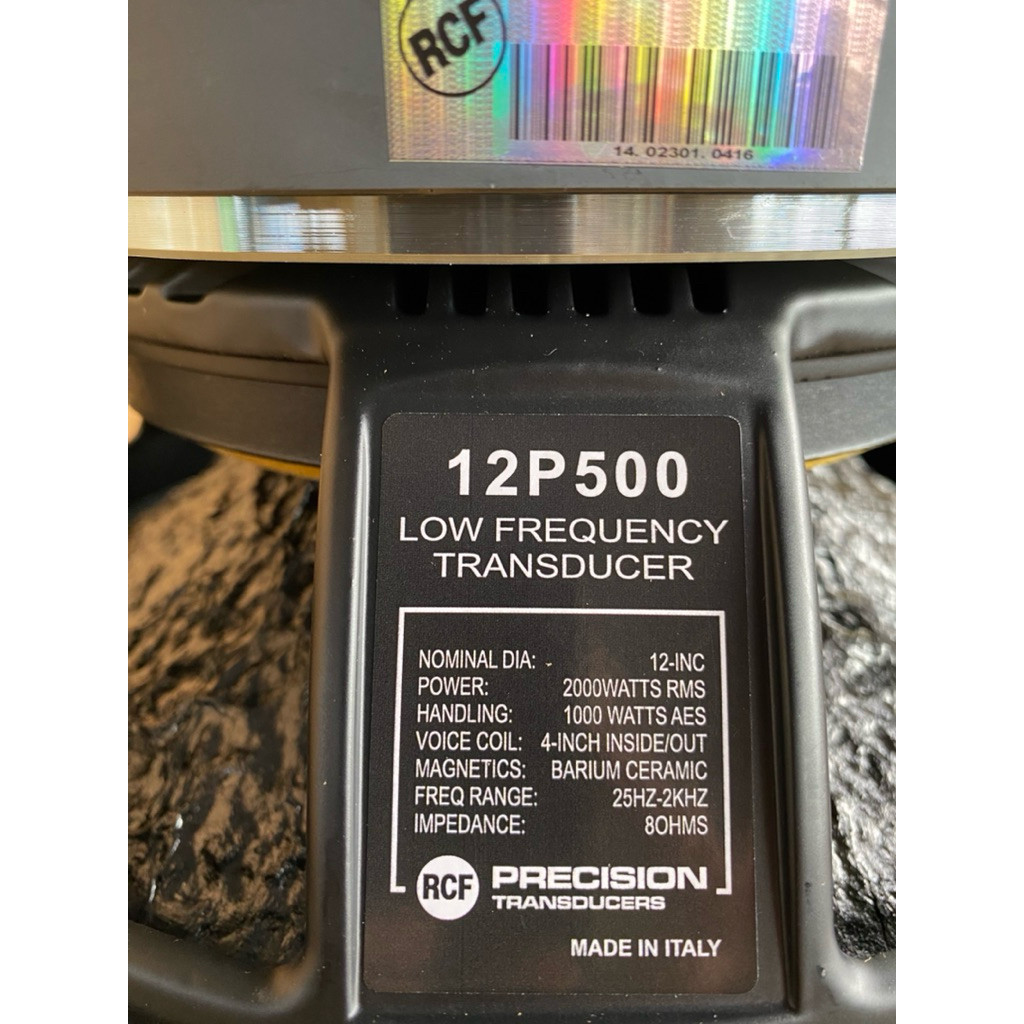 RCF
14. 02301. 0416
12P500
LOW FREQUENCY
TRANSDUCER
NOMINAL DIA: 12-INC
POWER: 2000WATTS RMS
HANDLING: 1000 WATTS AES
VOICE COIL: 4-INCH INSIDE/OUT
MAGNETICS: BARIUM CERAMIC
FREQ RANGE: 25HZ-2KHZ
IMPEDANCE: 8OHMS
RCF PRECISION
TRANSDUCERS
MADE IN ITALY